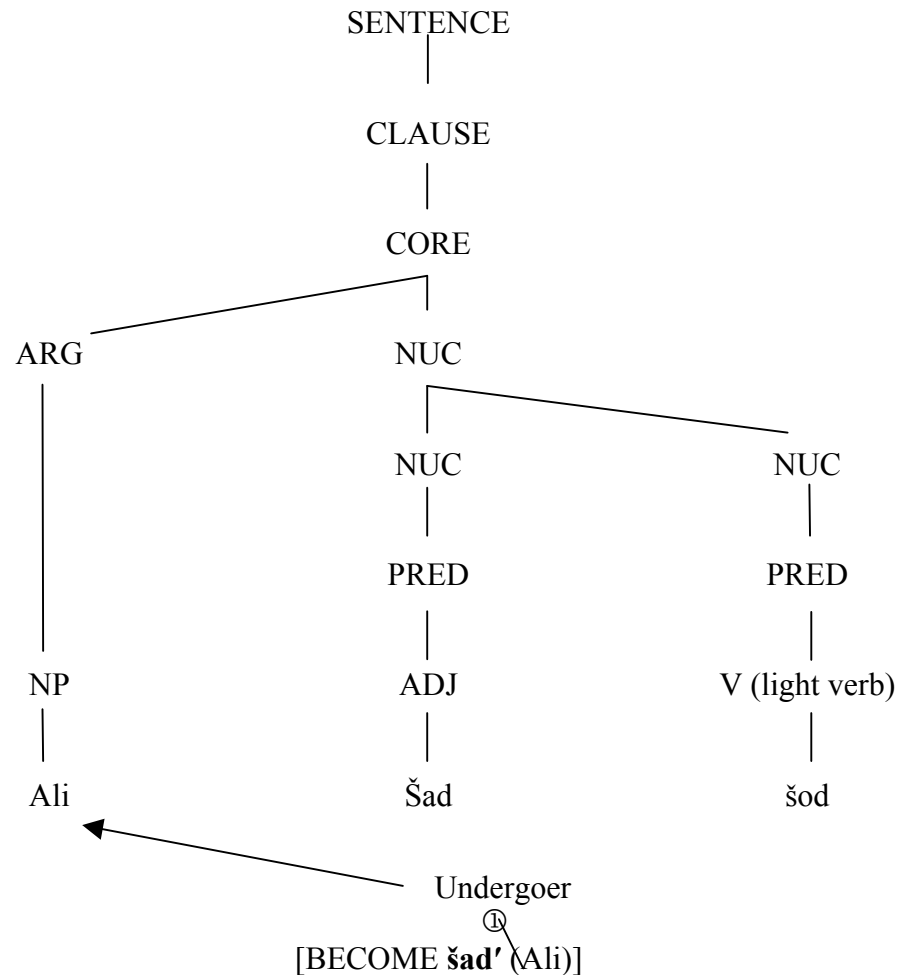 SENTENCE
CLAUSE
CORE
ARG NUC
NUC NUC
PRED PRED
NP ADJ V (light verb)
Ali Šad šod
Undergoer
①
[BECOME šad′ (Ali)]